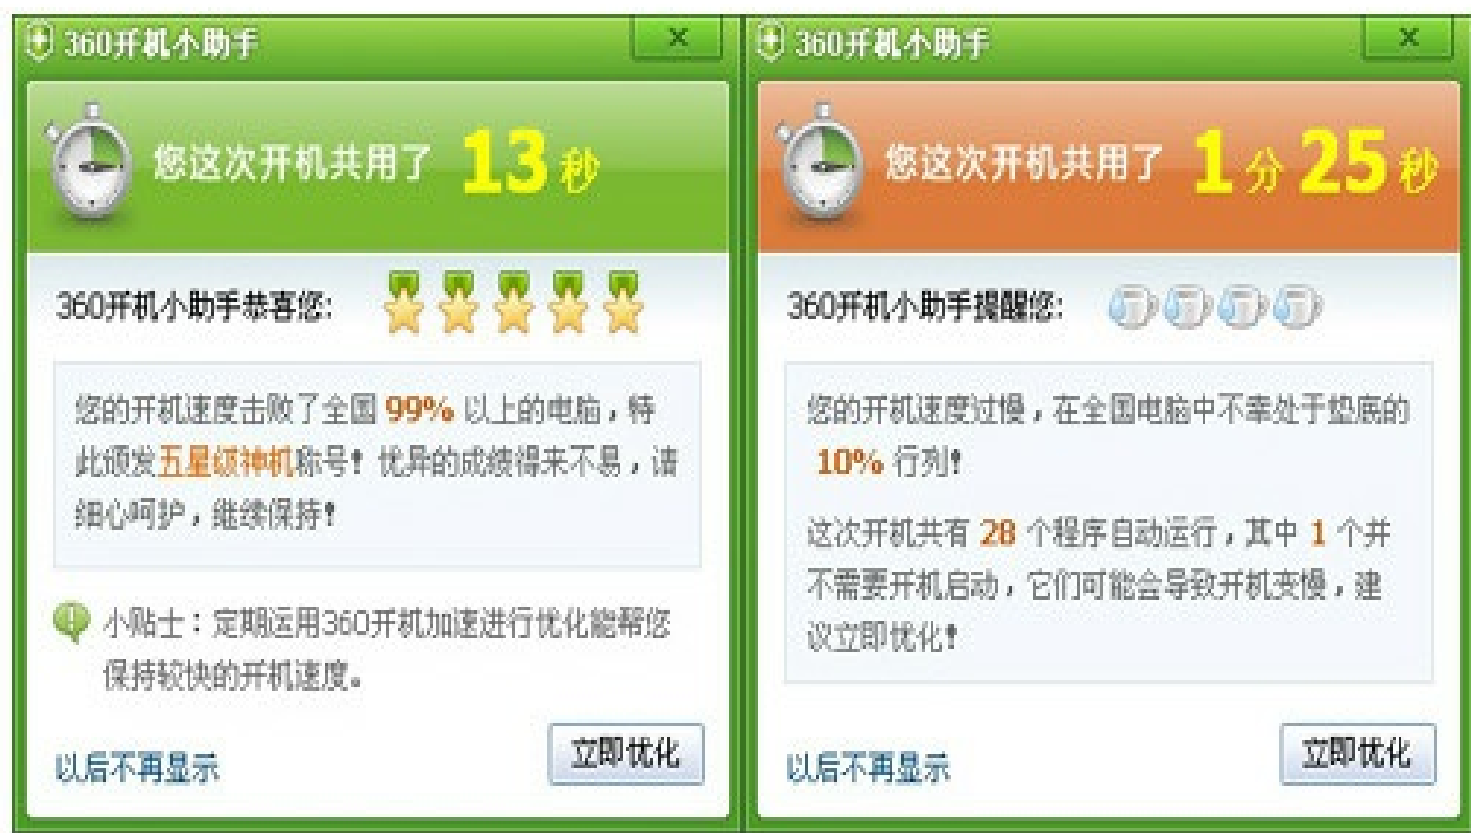 360开机小助手
您这次开机共用了 13 秒
360开机小助手恭喜您:
您的开机速度击败了全国 99% 以上的电脑，特
此颁发五星级神机称号！优异的成绩得来不易，请
细心呵护，继续保持！
小贴士：定期运用360开机加速进行优化能帮您
保持较快的开机速度。
以后不再显示
立即优化
360开机小助手
您这次开机共用了 1 分 25 秒
360开机小助手提醒您:
您的开机速度过慢，在全国电脑中不幸处于垫底的
10% 行列！
这次开机共有 28 个程序自动运行，其中 1 个并
不需要开机启动，它们可能会导致开机变慢，建
议立即优化！
以后不再显示
立即优化